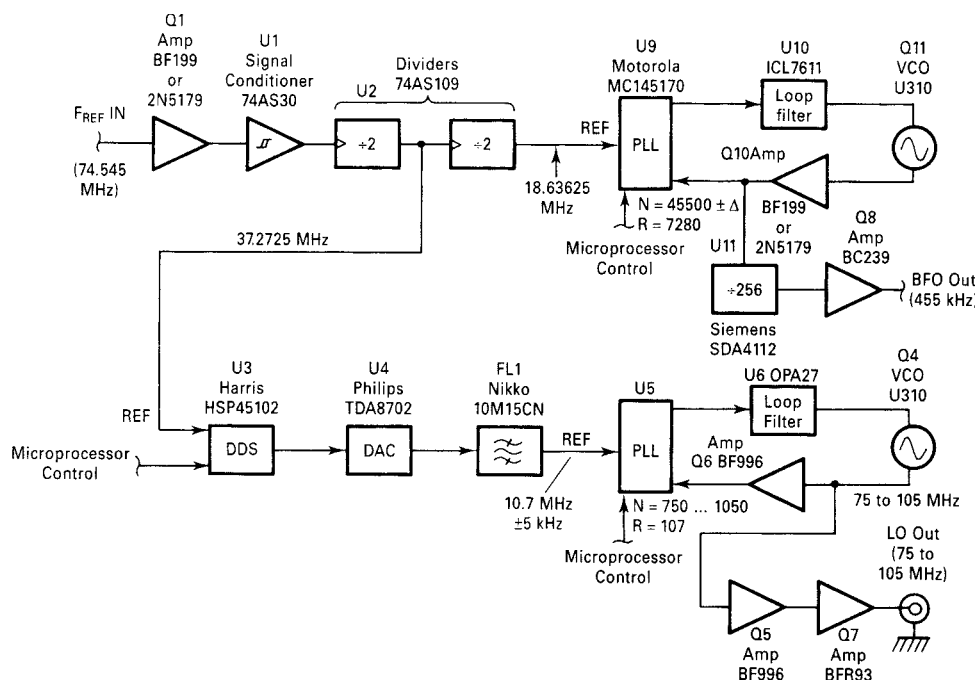 Q1
Amp
BF199
or
2N5179
U1
Signal
Conditioner
74AS30
Dividers
74AS109
U2
FREF IN
(74.545
MHz)
÷2
÷2
18.63625
MHz
REF
U9
Motorola
MC145170
PLL
N = 45500 ± Δ
R = 7280
Microprocessor
Control
U10
ICL7611
Loop
filter
Q11
VCO
U310
Q10Amp
BF199
or
2N5179
U11
÷256
Siemens
SDA4112
Q8
Amp
BC239
BFO Out
(455 kHz)
37.2725 MHz
REF
Microprocessor
Control
U3
Harris
HSP45102
DDS
U4
Philips
TDA8702
DAC
FL1
Nikko
10M15CN
REF
10.7 MHz
±5 kHz
U5
PLL
N = 750 ... 1050
R = 107
Microprocessor
Control
U6 OPA27
Loop
Filter
Q4
VCO
U310
Amp
Q6 BF996
75 to 105 MHz
LO Out
(75 to
105 MHz)
Q5
Amp
BF996
Q7
Amp
BFR93